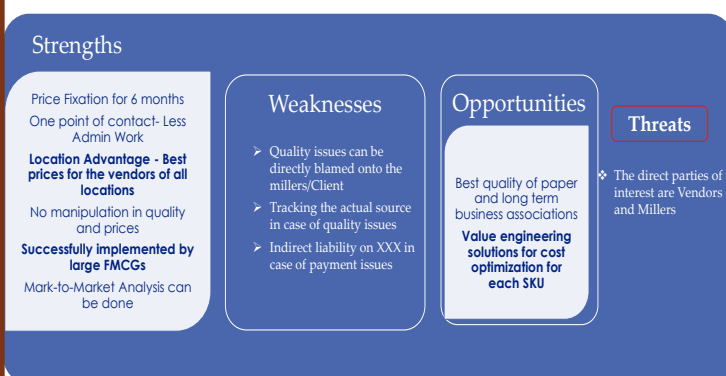 Strengths
Price Fixation for 6 months
One point of contact- Less
Admin Work
Location Advantage - Best
prices for the vendors of all
locations
No manipulation in quality
and prices
Successfully implemented by
large FMCGs
Mark-to-Market Analysis can
be done
Weaknesses
➢ Quality issues can be
directly blamed onto the
millers/Client
➢ Tracking the actual source
in case of quality issues
➢ Indirect liability on XXX in
case of payment issues
Opportunities
Best quality of paper
and long term
business associations
Value engineering
solutions for cost
optimization for
each SKU
Threats
❖ The direct parties of
interest are Vendors
and Millers